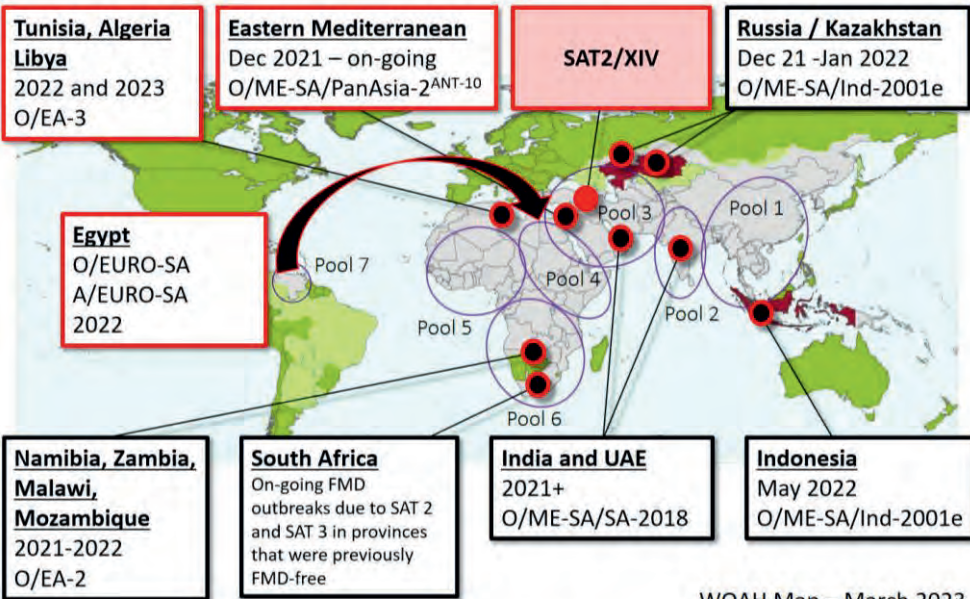 Tunisia, Algeria
Libya
2022 and 2023
O/EA-3
Eastern Mediterranean
Dec 2021 – on-going
O/ME-SA/PanAsia-2ANT-10
SAT2/XIV
Russia / Kazakhstan
Dec 21 -Jan 2022
O/ME-SA/Ind-2001e
Egypt
O/EURO-SA
A/EURO-SA
2022
Pool 7
Pool 3
Pool 1
Pool 4
Pool 5
Pool 2
Pool 6
Namibia, Zambia,
Malawi,
Mozambique
2021-2022
O/EA-2
South Africa
On-going FMD
outbreaks due to SAT 2
and SAT 3 in provinces
that were previously
FMD-free
India and UAE
2021+
O/ME-SA/SA-2018
Indonesia
May 2022
O/ME-SA/Ind-2001e
WOAH Map – March 2023